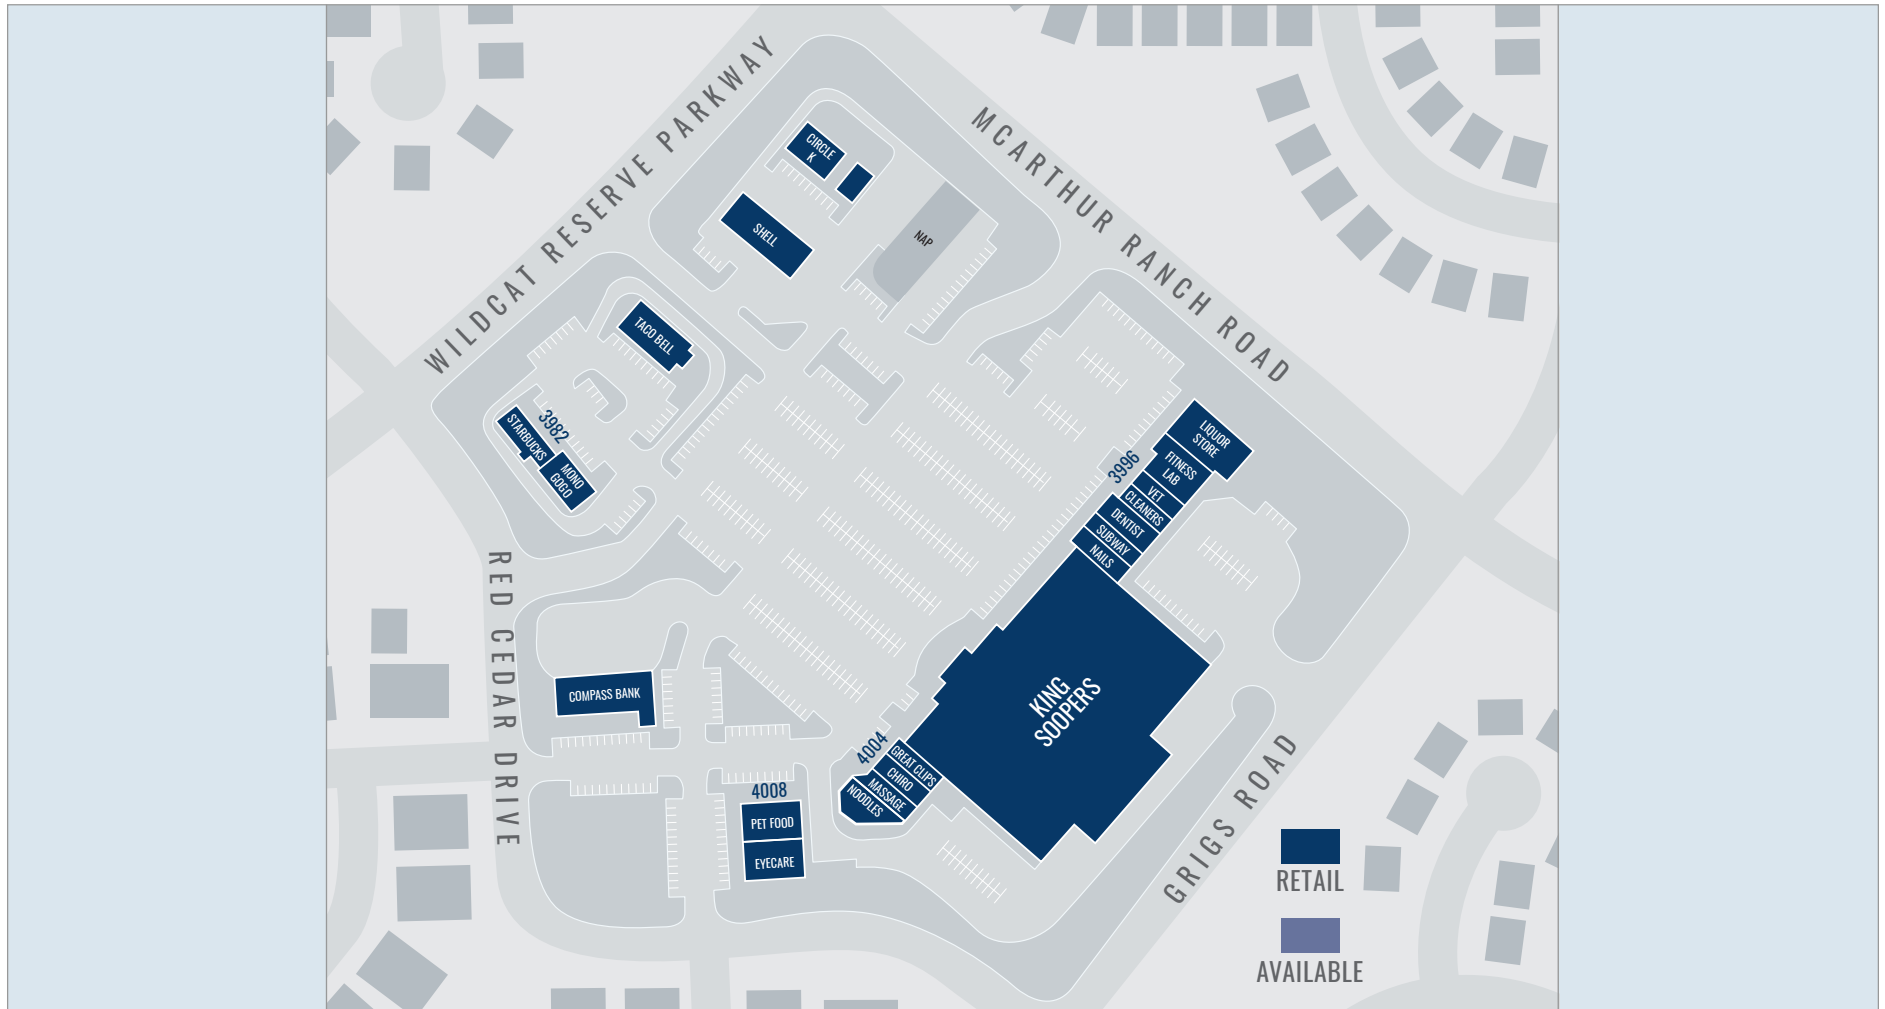 WILDCAT RESERVE PARKWAY
MCARTHUR RANCH ROAD
CIRCLE
K
SHELL
NAP
TACO BELL
3982
STARBUCKS
MONO
GOGO
LIQUOR
STORE
3996
FITNESS
LAB
VET
CLEANERS
DENTIST
SUBWAY
NAILS
RED CEDAR DRIVE
COMPASS BANK
KING
SOOPERS
4004
GREAT CLIPS
CHIRO
MASSAGE
NOODLES
4008
PET FOOD
EYECARE
GRIGS ROAD
RETAIL
AVAILABLE